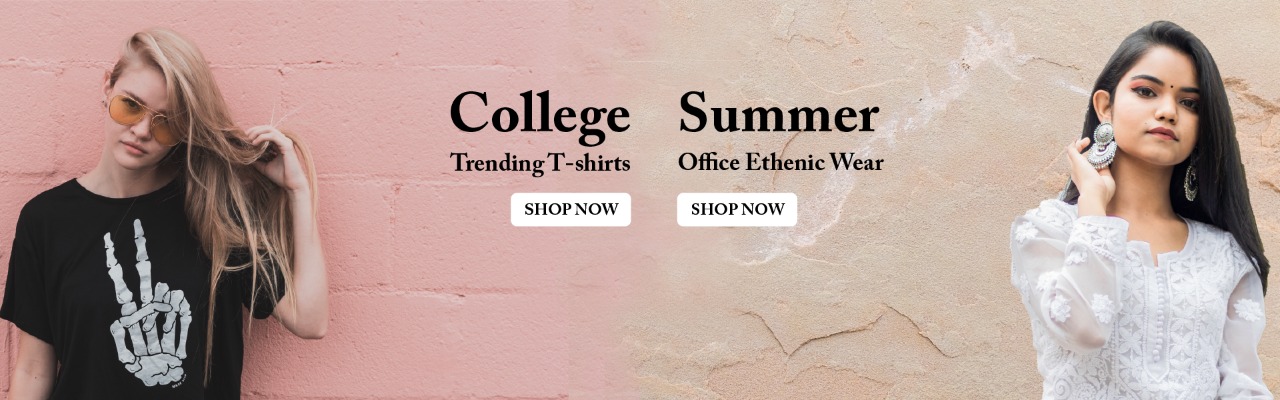 College
Trending T-shirts
SHOP NOW
Summer
Office Ethenic Wear
SHOP NOW